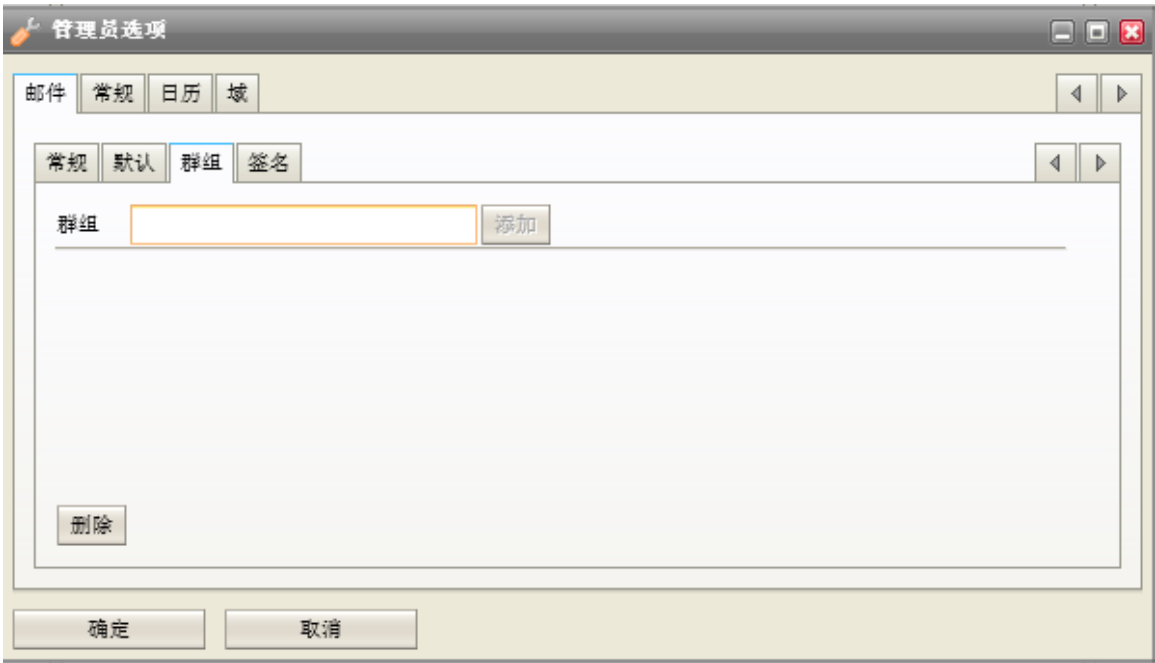 管理员选项
邮件 常规 日历 域
常规 默认 群组 签名
群组 添加
删除
确定 取消